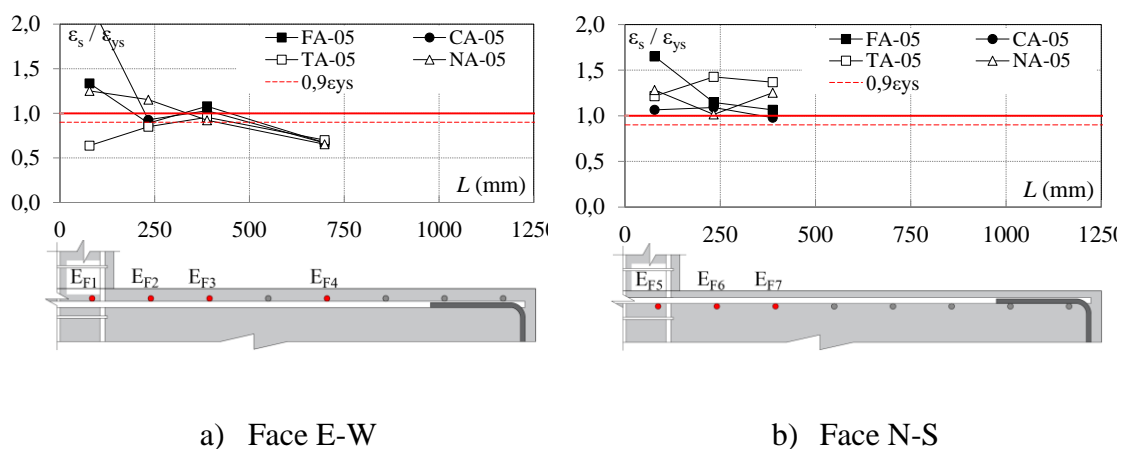 2,0
1,5
1,0
0,5
0,0
εs / εys
FA-05 CA-05
TA-05 NA-05
0,9εys
L (mm)
0 250 500 750 1000 1250
EF1 EF2 EF3 EF4
a) Face E-W
2,0
1,5
1,0
0,5
0,0
εs / εys
FA-05 CA-05
TA-05 NA-05
0,9εys
L (mm)
0 250 500 750 1000 125
EF5 EF6 EF7
b) Face N-S